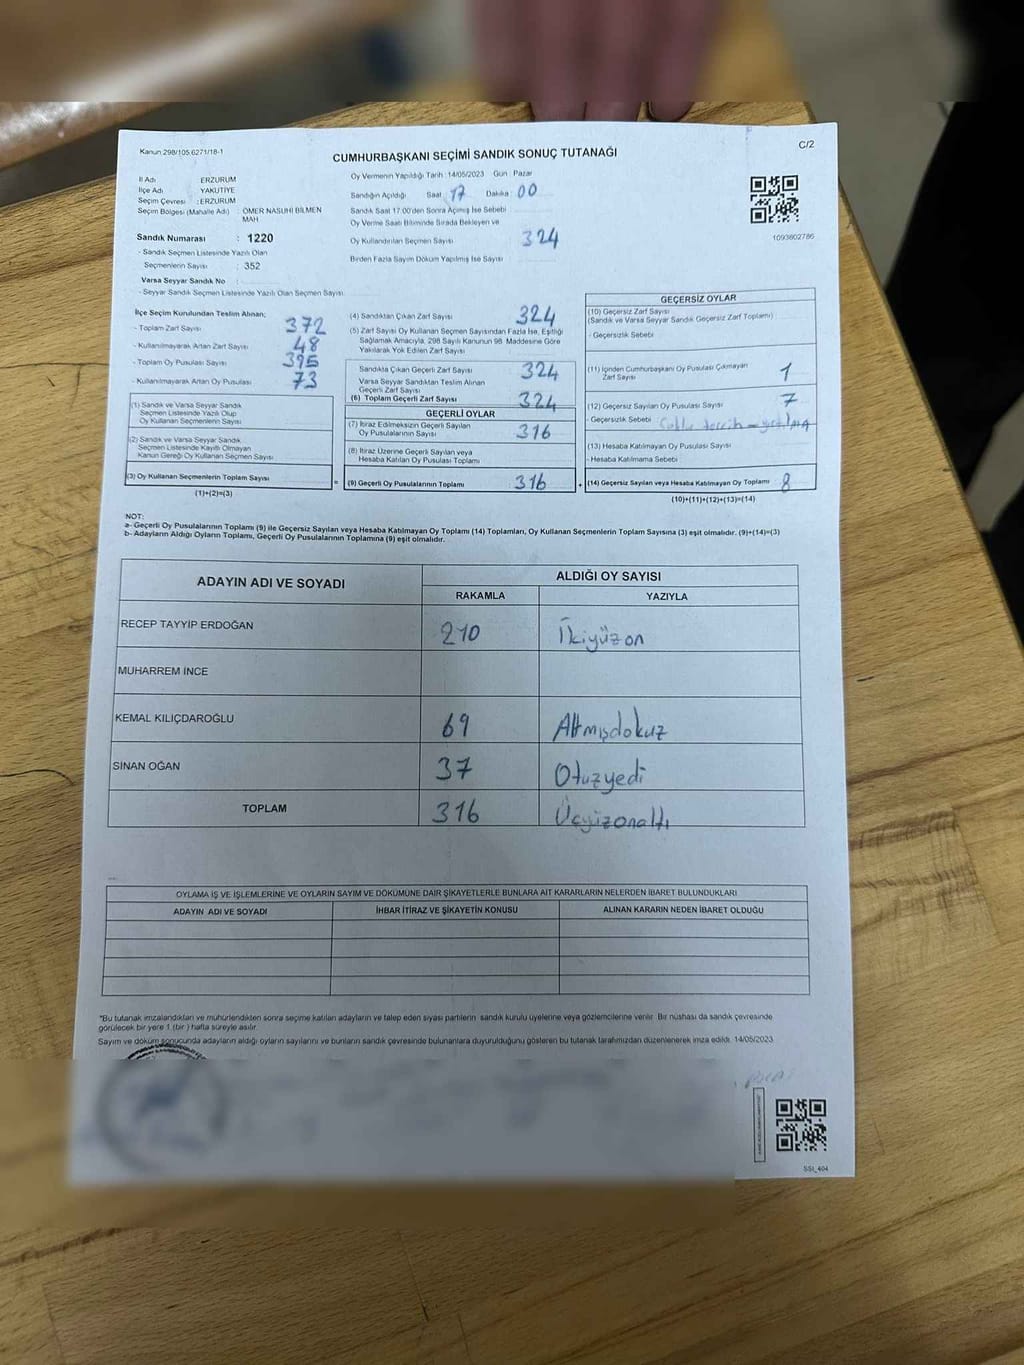 Kanun 298/105 6271/18-1
C/2
CUMHURBAŞKANI SEÇİMİ SANDIK SONUÇ TUTANAĞI
İl Adı ERZURUM
İlçe Adı YAKUTİYE
Seçim Çevresi : ERZURUM
Seçim Bölgesi (Mahalle Adı) : ÖMER NASUHİ BİLMEN MAH
Sandık Numarası : 1220
- Sandık Seçmen Listesinde Yazılı Olan
Seçmenlerin Sayısı : 352
Varsa Seyyar Sandık No
- Seyyar Sandık Seçmen Listesinde Yazılı Olan Seçmen Sayısı
Oy Vermenin Yapıldığı Tarih : 14/05/2023 Gün : Pazar
Sandığın Açıldığı Saat : 17 Dakika : 00
Sandık Saat 17:00'den Sonra Açılmış İse Sebebi
Oy Verme Saati Bitiminde Sırada Bekleyen ve
Oy Kullandırılan Seçmen Sayısı 324
Birden Fazla Sayım Döküm Yapılmış İse Sayısı
1093802786
İlçe Seçim Kurulundan Teslim Alınan:
- Toplam Zarf Sayısı 372
- Kullanılmayarak Artan Zarf Sayısı 48
- Toplam Oy Pusulası Sayısı 395
- Kullanılmayarak Artan Oy Pusulası 73
(1) Sandık ve Varsa Seyyar Sandık
Seçmen Listesinde Yazılı Olup
Oy Kullanan Seçmenlerin Sayısı
(2) Sandık ve Varsa Seyyar Sandık
Seçmen Listesinde Kayıtlı Olmayan
Kanun Gereği Oy Kullanan Seçmen Sayısı
(3) Oy Kullanan Seçmenlerin Toplam Sayısı
(1)+(2)=(3)
=
(4) Sandıktan Çıkan Zarf Sayısı 324
(5) Zarf Sayısı Oy Kullanan Seçmen Sayısından Fazla İse, Eşitliği
Sağlamak Amacıyla, 298 Sayılı Kanunun 98. Maddesine Göre
Yakılarak Yok Edilen Zarf Sayısı
Sandıkta Çıkan Geçerli Zarf Sayısı 324
Varsa Seyyar Sandıktan Teslim Alınan
Geçerli Zarf Sayısı
(6) Toplam Geçerli Zarf Sayısı 324
GEÇERLİ OYLAR
(7) İtiraz Edilmeksizin Geçerli Sayılan
Oy Pusulalarının Sayısı 316
(8) İtiraz Üzerine Geçerli Sayılan veya
Hesaba Katılan Oy Pusulası Toplamı
(9) Geçerli Oy Pusulalarının Toplamı 316
+
GEÇERSİZ OYLAR
(10) Geçersiz Zarf Sayısı
(Sandık ve Varsa Seyyar Sandık Geçersiz Zarf Toplamı)
- Geçersizlik Sebebi
(11) İçinden Cumhurbaşkanı Oy Pusulası Çıkmayan
Zarf Sayısı 1
(12) Geçersiz Sayılan Oy Pusulası Sayısı 7
- Geçersizlik Sebebi tercih
(13) Hesaba Katılmayan Oy Pusulası Sayısı
- Hesaba Katılmama Sebebi
(14) Geçersiz Sayılan veya Hesaba Katılmayan Oy Toplamı 8
(10)+(11)+(12)+(13)=(14)
NOT:
a- Geçerli Oy Pusulalarının Toplamı (9) ile Geçersiz Sayılan veya Hesaba Katılmayan Oy Toplamı (14) Toplamları, Oy Kullanan Seçmenlerin Toplam Sayısına (3) eşit olmalıdır. (9)+(14)=(3)
b- Adayların Aldığı Oyların Toplamı, Geçerli Oy Pusulalarının Toplamına (9) eşit olmalıdır.
ADAYIN ADI VE SOYADI ALDIĞI OY SAYISI
RAKAMLA YAZIYLA
RECEP TAYYİP ERDOĞAN 210 İkiyüzon
MUHARREM İNCE
KEMAL KILIÇDAROĞLU 69 Altmışdokuz
SİNAN OĞAN 37 Otuzyedi
TOPLAM 316 Üçyüzonaltı
OYLAMA İŞ VE İŞLEMLERİNE VE OYLARIN SAYIM VE DÖKÜMÜNE DAİR ŞİKAYETLERLE BUNLARA AİT KARARLARIN NELERDEN İBARET BULUNDUKLARI
ADAYIN ADI VE SOYADI İHBAR İTİRAZ VE ŞİKAYETİN KONUSU ALINAN KARARIN NEDEN İBARET OLDUĞU
*Bu tutanak imzalandıktan ve mühürlendikten sonra seçime katılan adayların ve talep eden siyasi partilerin sandık kurulu üyelerine veya gözlemcilerine verilir. Bir nüshası da sandık çevresinde
görülecek bir yere 1 (bir) hafta süreyle asılır.
Sayım ve döküm sonucunda adayların aldığı oyların sayılarını ve bunların sandık çevresinde bulunanlara duyurulduğunu gösteren bu tutanak tarafımızdan düzenlenerek imza edildi. 14/05/2023
SSI_404